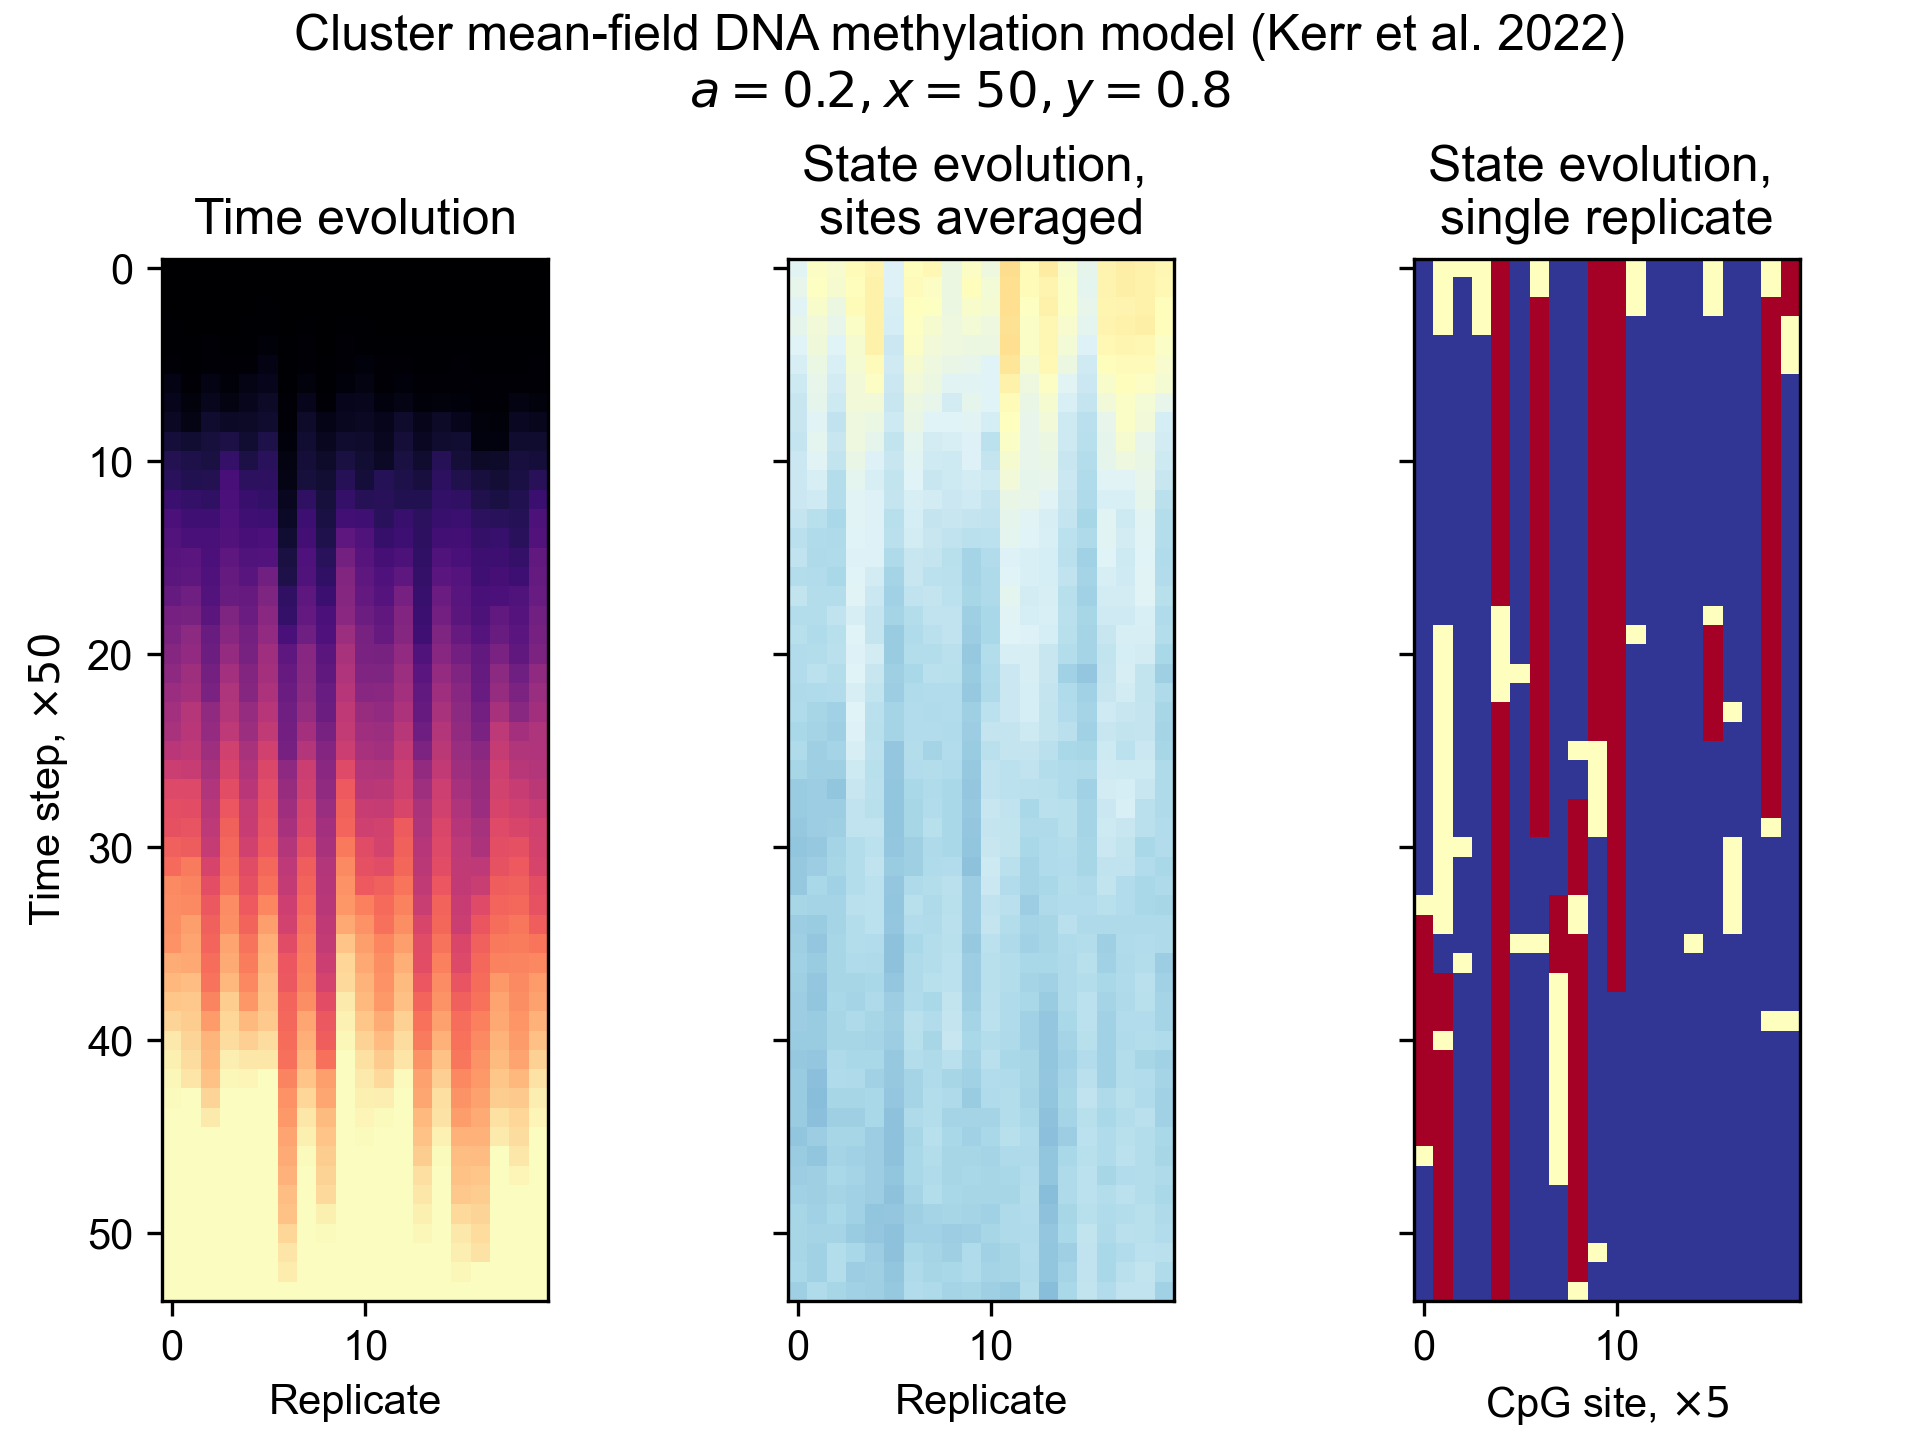 Cluster mean-field DNA methylation model (Kerr et al. 2022)
a = 0.2, x = 50, y = 0.8
Time evolution
State evolution,
sites averaged
State evolution,
single replicate
Time step, ×50
0
10
20
30
40
50
0
10
Replicate
0
10
Replicate
0
10
CpG site, ×5